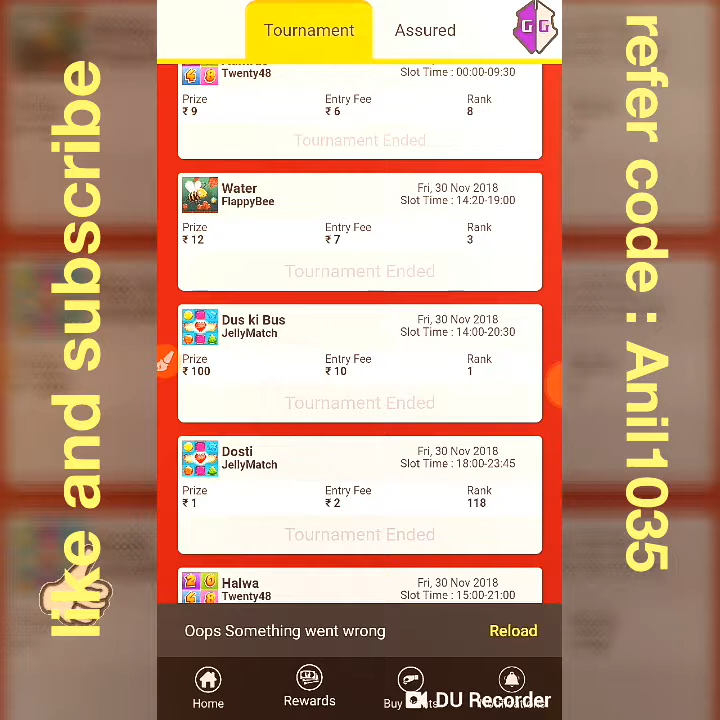 Tournament
Assured
Twenty48
Slot Time : 00:00-09:30
Prize
Entry Fee
Rank
₹ 9
₹ 6
8
Tournament Ended
Water
FlappyBee
Fri, 30 Nov 2018
Slot Time : 14:20-19:00
Prize
Entry Fee
Rank
₹ 12
₹ 7
3
Tournament Ended
Dus ki Bus
JellyMatch
Fri, 30 Nov 2018
Slot Time : 14:00-20:30
Prize
Entry Fee
Rank
₹ 100
₹ 10
1
Tournament Ended
Dosti
JellyMatch
Fri, 30 Nov 2018
Slot Time : 18:00-23:45
Prize
Entry Fee
Rank
₹ 1
₹ 2
118
Tournament Ended
Halwa
Twenty48
Fri, 30 Nov 2018
Slot Time : 15:00-21:00
Oops Something went wrong
Reload
Home
Rewards
Buy
DU Recorder
like and subscribe
refer code : Anil1035